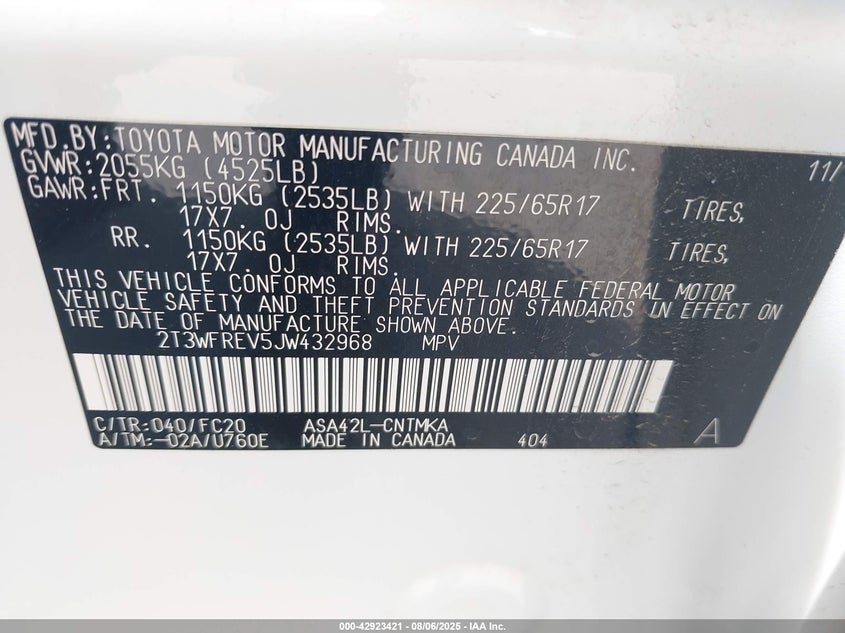 MFD.BY:TOYOTA MOTOR MANUFACTURING CANADA INC. 11/
GVWR:2055KG (4525LB)
GAWR:FRT. 1150KG (2535LB) WITH 225/65R17 TIRES,
17X7. 0J RIMS.
RR. 1150KG (2535LB) WITH 225/65R17 TIRES,
17X7. 0J RIMS.
THIS VEHICLE CONFORMS TO ALL APPLICABLE FEDERAL MOTOR
VEHICLE SAFETY AND THEFT PREVENTION STANDARDS IN EFFECT ON
THE DATE OF MANUFACTURE SHOWN ABOVE.
2T3WFREV5JW432968 MPV
C/TR:040/FC20 ASA42L-CNTMKA
A/TM:-02A/U760E MADE IN CANADA 404 A
000-42923421 - 08/06/2025 - IAA Inc.